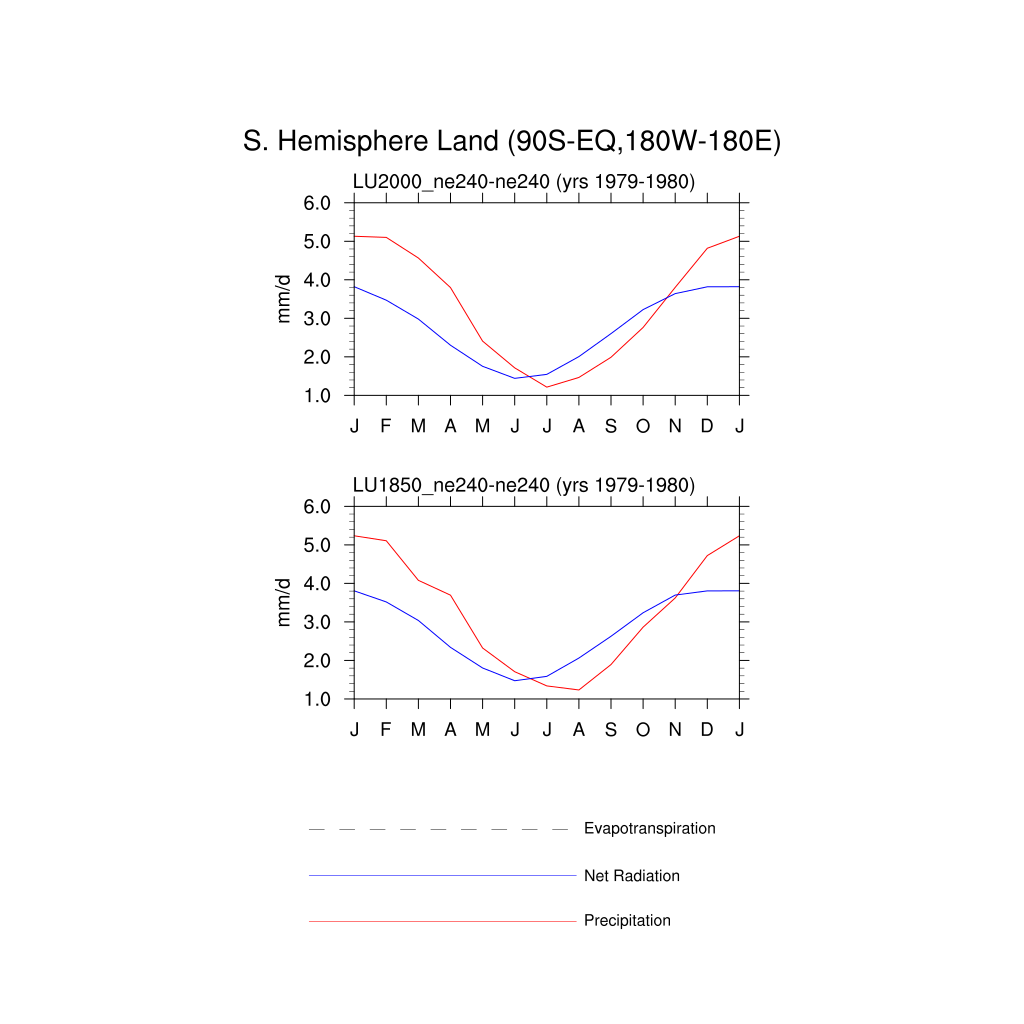 S. Hemisphere Land (90S-EQ,180W-180E)
LU2000_ne240-ne240 (yrs 1979-1980)
6.0
5.0
4.0
3.0
2.0
1.0
mm/d
J F M A M J J A S O N D J
LU1850_ne240-ne240 (yrs 1979-1980)
6.0
5.0
4.0
3.0
2.0
1.0
mm/d
J F M A M J J A S O N D J
Evapotranspiration
Net Radiation
Precipitation